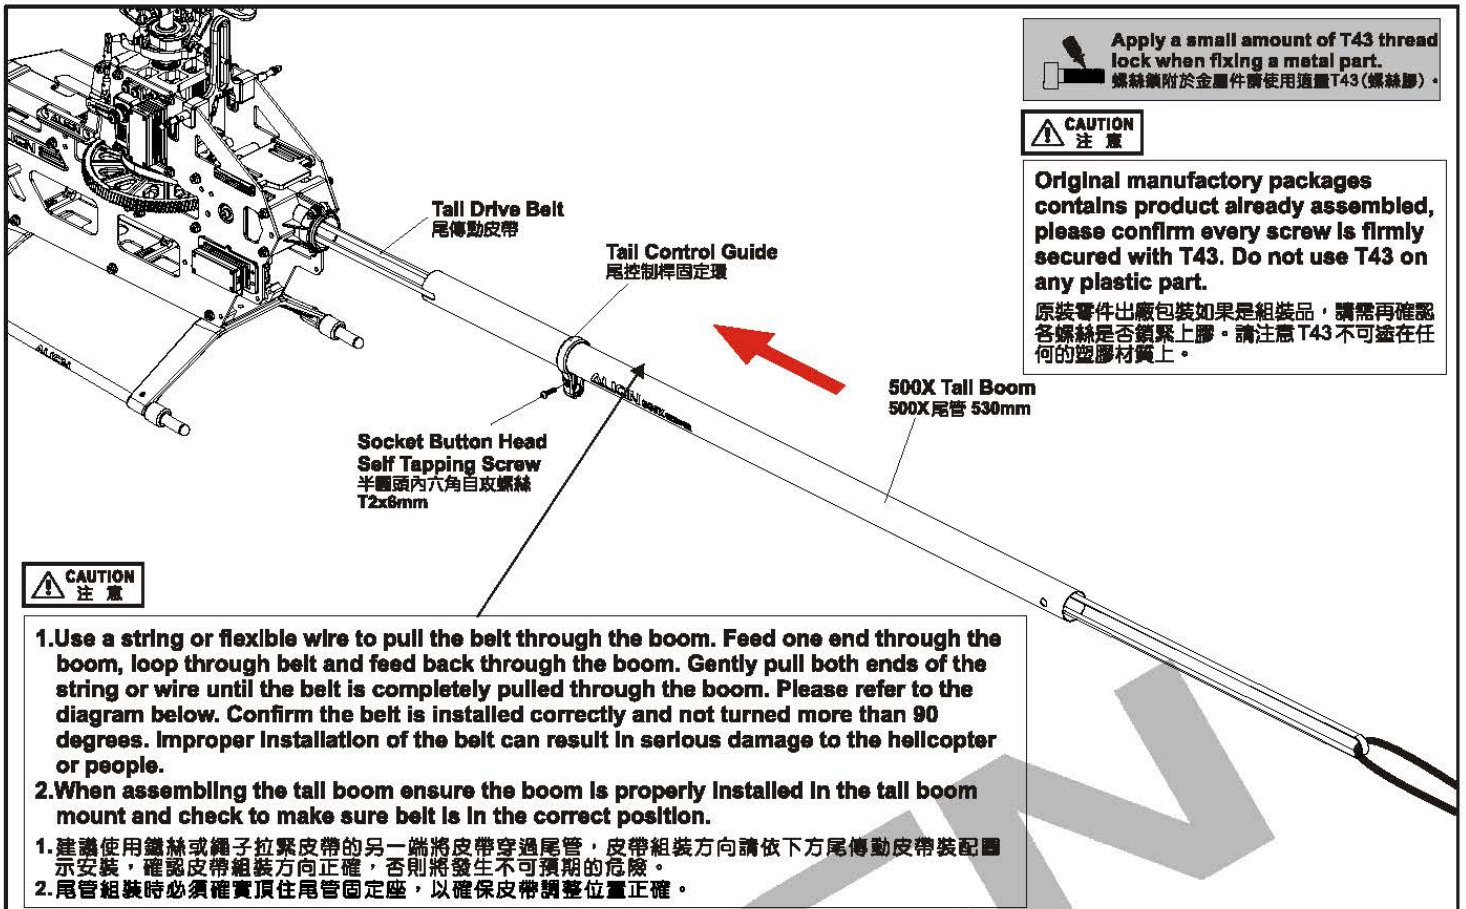 Apply a small amount of T43 thread
lock when fixing a metal part.
螺絲鎖附於金屬件請使用適量T43(螺絲膠)。
CAUTION
注 意
Original manufactory packages
contains product already assembled,
please confirm every screw is firmly
secured with T43. Do not use T43 on
any plastic part.
原裝零件出廠包裝如果是組裝品，請需再確認
各螺絲是否鎖緊上膠。請注意T43不可塗在任
何的塑膠材質上。
Tail Drive Belt
尾傳動皮帶
Tail Control Guide
尾控制桿固定環
500X Tail Boom
500X尾管 530mm
ALIGN
ALIGN
ALIGN
Socket Button Head
Self Tapping Screw
半圓頭內六角自攻螺絲
T2x6mm
CAUTION
注 意
1.Use a string or flexible wire to pull the belt through the boom. Feed one end through the
boom, loop through belt and feed back through the boom. Gently pull both ends of the
string or wire until the belt is completely pulled through the boom. Please refer to the
diagram below. Confirm the belt is installed correctly and not turned more than 90
degrees. Improper installation of the belt can result in serious damage to the helicopter
or people.
2.When assembling the tail boom ensure the boom is properly installed in the tail boom
mount and check to make sure belt is in the correct position.
1.建議使用鐵絲或繩子拉緊皮帶的另一端將皮帶穿過尾管，皮帶組裝方向請依下方尾傳動皮帶裝配圖
示安裝，確認皮帶組裝方向正確，否則將發生不可預期的危險。
2.尾管組裝時必須確實頂住尾管固定座，以確保皮帶調整位置正確。